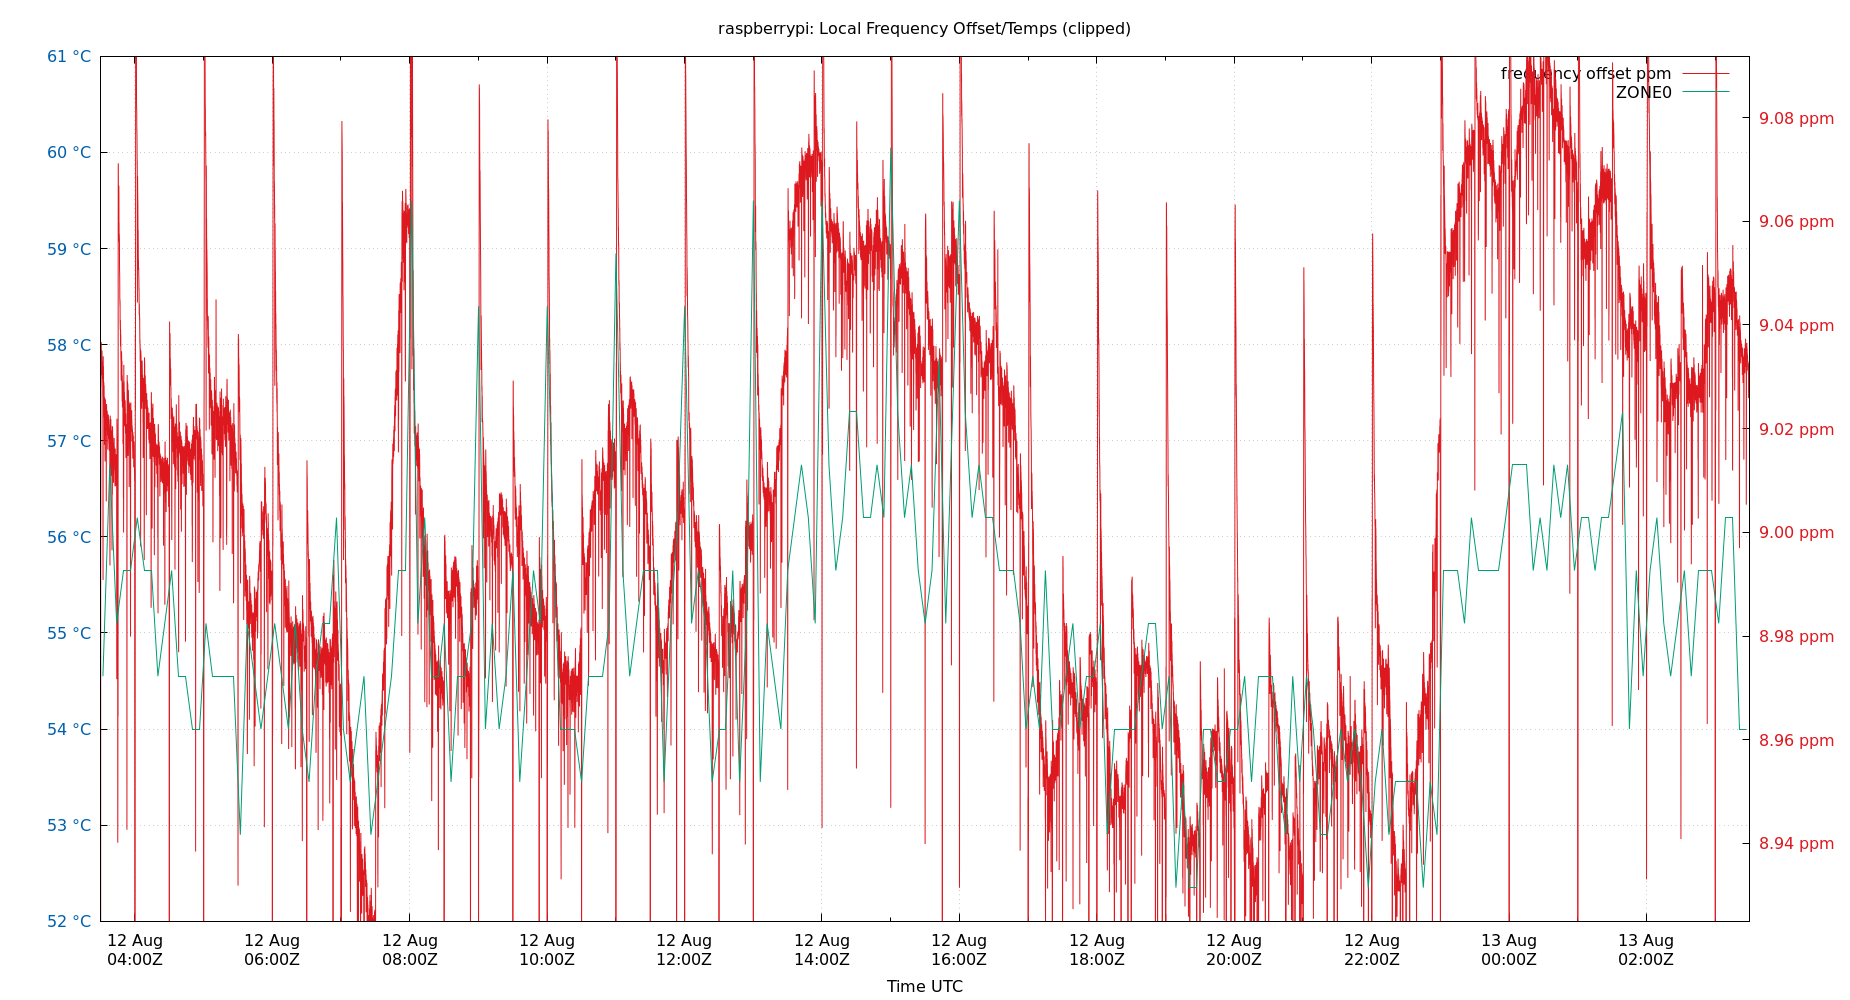 raspberrypi: Local Frequency Offset/Temps (clipped)
61 °C
60 °C
59 °C
58 °C
57 °C
56 °C
55 °C
54 °C
53 °C
52 °C
frequency offset ppm
ZONE0
9.08 ppm
9.06 ppm
9.04 ppm
9.02 ppm
9.00 ppm
8.98 ppm
8.96 ppm
8.94 ppm
12 Aug
04:00Z
12 Aug
06:00Z
12 Aug
08:00Z
12 Aug
10:00Z
12 Aug
12:00Z
12 Aug
14:00Z
12 Aug
16:00Z
12 Aug
18:00Z
12 Aug
20:00Z
12 Aug
22:00Z
13 Aug
00:00Z
13 Aug
02:00Z
Time UTC